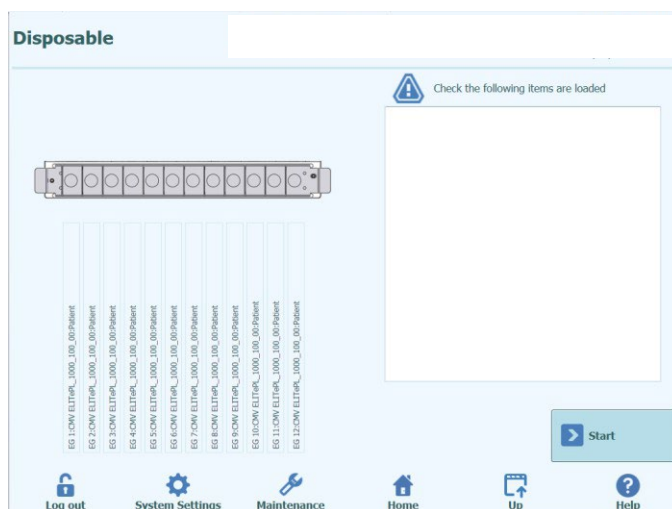 Disposable
Check the following items are loaded
EG 1:CMV ELITePL_1000_100_00:Patient
EG 2:CMV ELITePL_1000_100_00:Patient
EG 3:CMV ELITePL_1000_100_00:Patient
EG 4:CMV ELITePL_1000_100_00:Patient
EG 5:CMV ELITePL_1000_100_00:Patient
EG 6:CMV ELITePL_1000_100_00:Patient
EG 7:CMV ELITePL_1000_100_00:Patient
EG 8:CMV ELITePL_1000_100_00:Patient
EG 9:CMV ELITePL_1000_100_00:Patient
EG 10:CMV ELITePL_1000_100_00:Patient
EG 11:CMV ELITePL_1000_100_00:Patient
EG 12:CMV ELITePL_1000_100_00:Patient
Start
Log out System Settings Maintenance Home Up Help